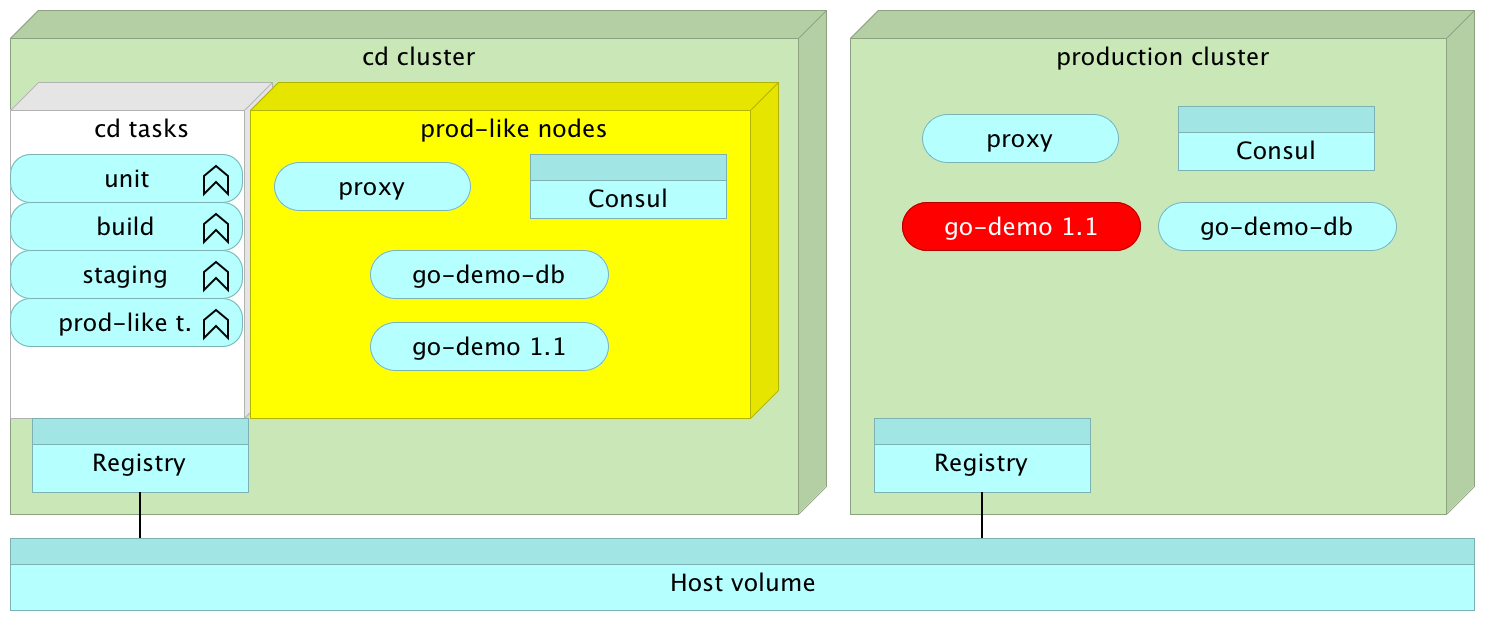 cd cluster
cd tasks
unit
build
staging
prod-like t.
prod-like nodes
proxy
Consul
go-demo-db
go-demo 1.1
Registry
production cluster
proxy
Consul
go-demo 1.1
go-demo-db
Registry
Host volume